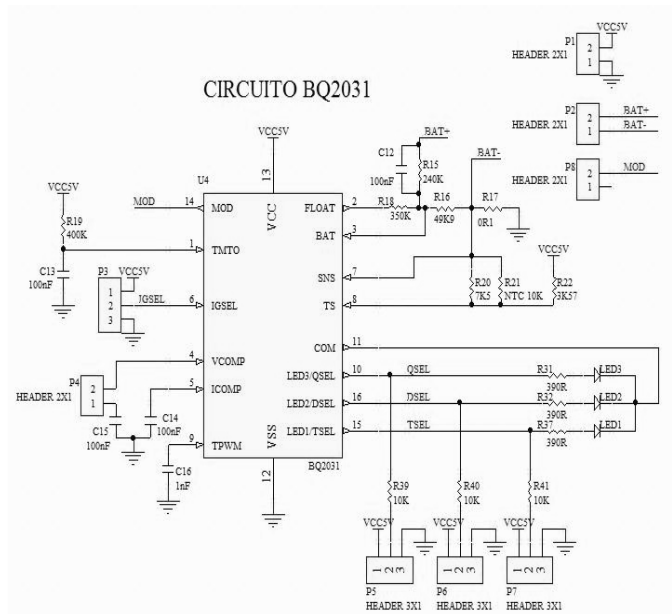 CIRCUITO BQ2031
VCC5V
P1
HEADER 2X1
2
1
P2
HEADER 2X1
2
1
BAT+
BAT-
P8
HEADER 2X1
2
1
MOD
VCC5V
13
U4
VCC
C12
100nF
BAT+
R15
240K
BAT-
MOD
14
MOD
FLOAT
2
R18
350K
R16
49K9
R17
0R1
BAT
3
VCC5V
R19
400K
1
TMTO
C13
100nF
SNS
7
VCC5V
R20
7K5
R21
NTC 10K
R22
3K57
TS
8
P3
VCC5V
1
2
3
IGSEL
6
IGSEL
COM
11
4
VCOMP
P4
HEADER 2X1
2
1
5
ICOMP
C15
100nF
C14
100nF
LED3/QSEL
10
QSEL
R31
390R
LED3
LED2/DSEL
16
DSEL
R32
390R
LED2
LED1/TSEL
15
TSEL
R37
390R
LED1
9
TPWM
C16
1nF
VSS
12
BQ2031
R39
10K
R40
10K
R41
10K
VCC5V
VCC5V
VCC5V
1 2 3
1 2 3
1 2 3
P5
HEADER 3X1
P6
HEADER 3X1
P7
HEADER 3X1